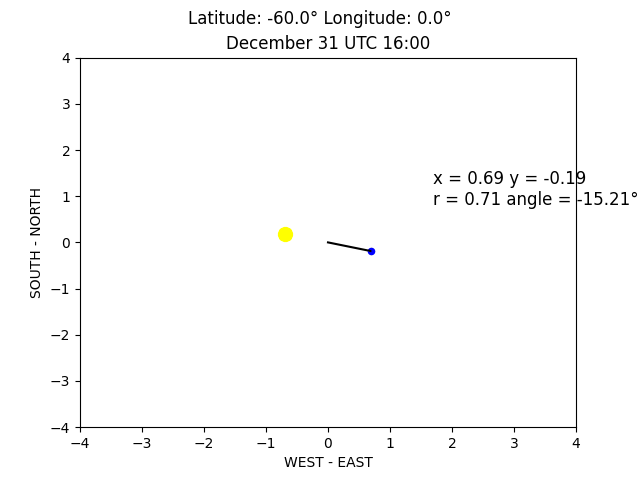 Latitude: -60.0° Longitude: 0.0°
December 31 UTC 16:00
4
3
2
x = 0.69 y = -0.19
1
r = 0.71 angle = -15.21°
SOUTH - NORTH
0
−1
−2
−3
−4
−4 −3 −2 −1 0 1 2 3 4
WEST - EAST